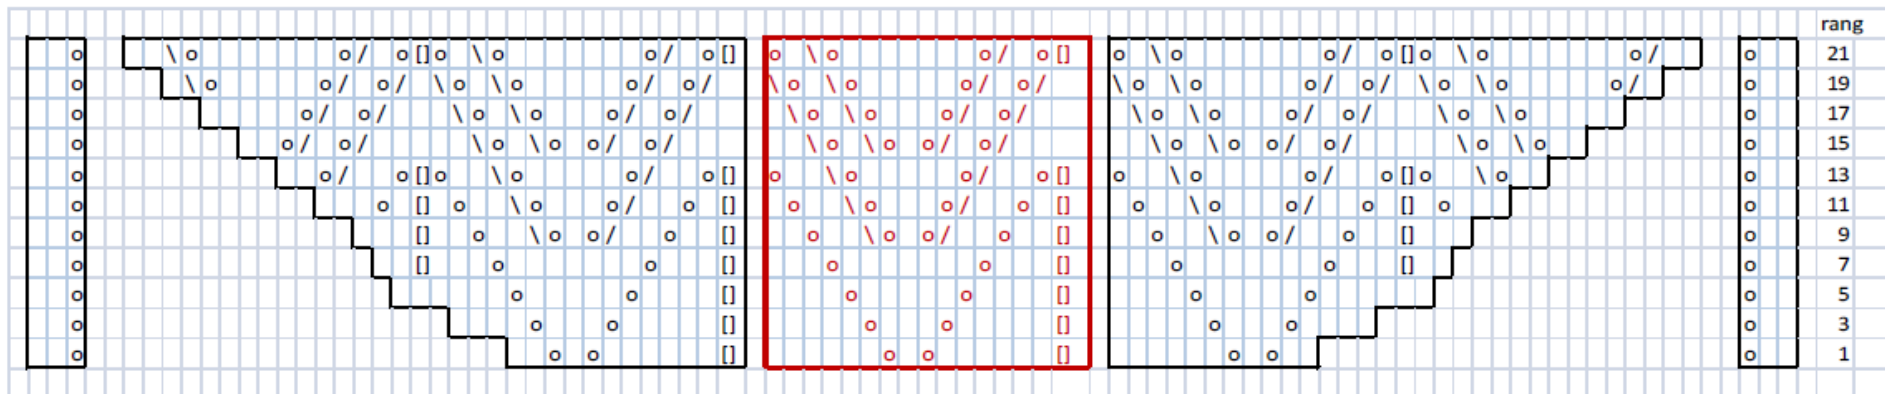 rang
o \ o o / o [] o \ o o / o [] o \ o o / o [] o \ o o / o [] o \ o o / o 21
o \ o o / o / \ o \ o o / o / \ o \ o o / o / \ o \ o o / o / \ o \ o o / o 19
o o / o / \ o \ o o / o / \ o \ o o / o / \ o \ o o / o / \ o \ o o 17
o o / o / \ o \ o o / o / \ o \ o o / o / \ o \ o o / o / \ o \ o o 15
o o / o [] o \ o o / o [] o \ o o / o [] o \ o o / o [] o \ o o 13
o o [] o \ o o / o [] o \ o o / o [] o \ o o / o [] o o 11
o [] o \ o o / o [] o \ o o / o [] o \ o o / o [] o 9
o [] o o [] o o [] o o [] o 7
o o o [] o o [] o o o 5
o o o [] o o [] o o o 3
o o o [] o o [] o o o 1